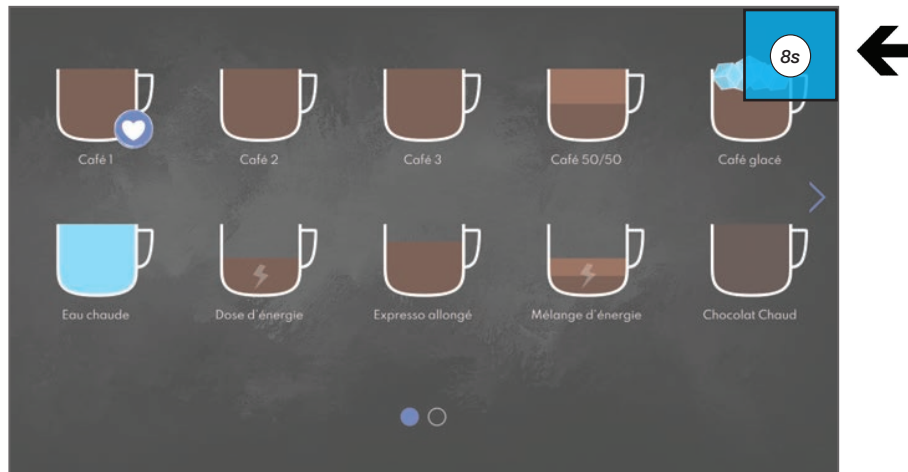 8s
Café 1
Café 2
Café 3
Café 50/50
Café glacé
Eau chaude
Dose d'énergie
Expresso allongé
Mélange d'énergie
Chocolat Chaud